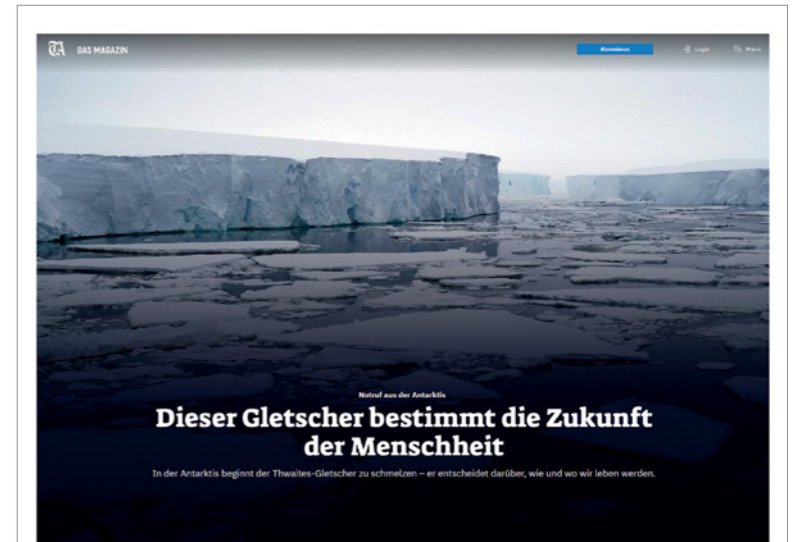 TA DAS MAGAZIN
Abonnieren
Login
Menü
Notruf aus der Antarktis
Dieser Gletscher bestimmt die Zukunft
der Menschheit
In der Antarktis beginnt der Thwaites-Gletscher zu schmelzen – er entscheidet darüber, wie und wo wir leben werden.